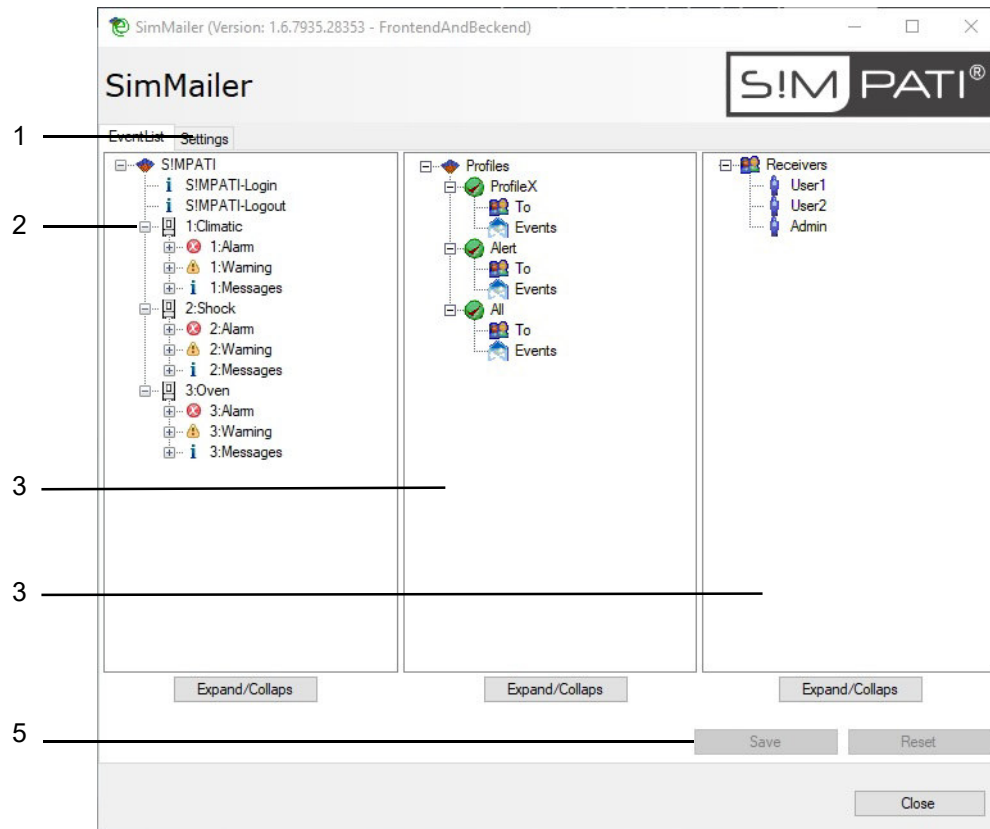 SimMailer (Version: 1.6.7935.28353 - FrontendAndBeckend)
SimMailer
S!MPATI®
1
EventList
Settings
2
S!MPATI
S!MPATI-Login
S!MPATI-Logout
1:Climatic
1:Alarm
1:Warning
1:Messages
2:Shock
2:Alarm
2:Warning
2:Messages
3:Oven
3:Alarm
3:Warning
3:Messages
Expand/Collaps
Profiles
ProfileX
To
Events
Alert
To
Events
All
To
Events
3
Expand/Collaps
Receivers
User1
User2
Admin
3
Expand/Collaps
5
Save
Reset
Close